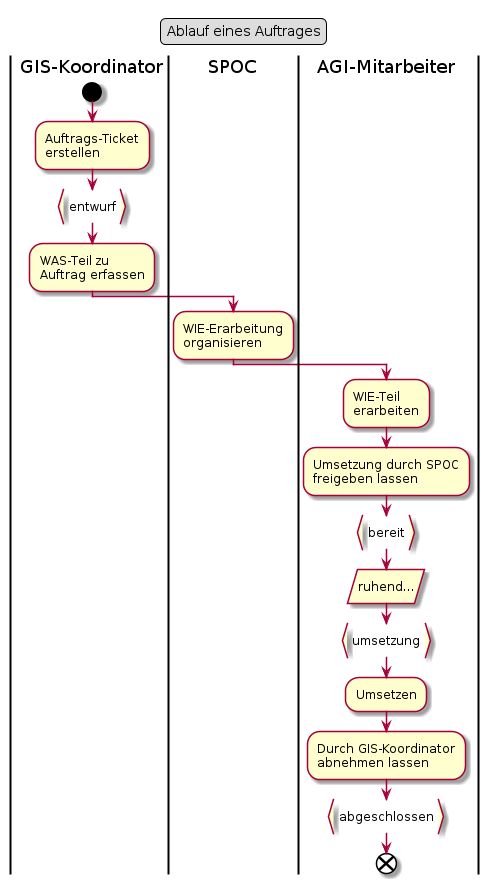 Ablauf eines Auftrages
GIS-Koordinator
SPOC
AGI-Mitarbeiter
Auftrags-Ticket
erstellen
entwurf
WAS-Teil zu
Auftrag erfassen
WIE-Erarbeitung
organisieren
WIE-Teil
erarbeiten
Umsetzung durch SPOC
freigeben lassen
bereit
ruhend...
umsetzung
Umsetzen
Durch GIS-Koordinator
abnehmen lassen
abgeschlossen